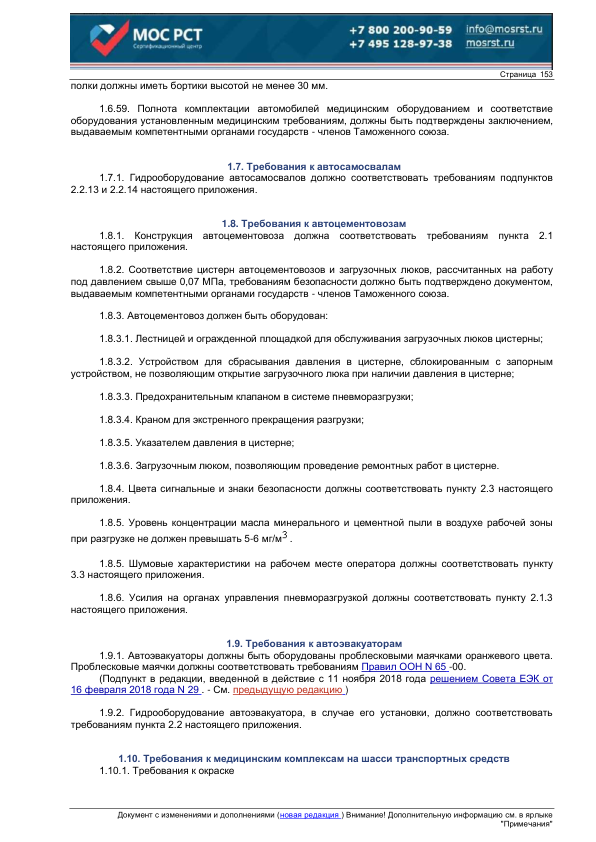 МОС РСТ
Сертификационный центр
+7 800 200-90-59
+7 495 128-97-38
info@mosrst.ru
mosrst.ru
Страница 153
полки должны иметь бортики высотой не менее 30 мм.
1.6.59. Полнота комплектации автомобилей медицинским оборудованием и соответствие
оборудования установленным медицинским требованиям, должны быть подтверждены заключением,
выдаваемым компетентными органами государств - членов Таможенного союза.
1.7. Требования к автосамосвалам
1.7.1. Гидрооборудование автосамосвалов должно соответствовать требованиям подпунктов
2.2.13 и 2.2.14 настоящего приложения.
1.8. Требования к автоцементовозам
1.8.1. Конструкция автоцементовоза должна соответствовать требованиям пункта 2.1
настоящего приложения.
1.8.2. Соответствие цистерн автоцементовозов и загрузочных люков, рассчитанных на работу
под давлением свыше 0,07 МПа, требованиям безопасности должно быть подтверждено документом,
выдаваемым компетентными органами государств - членов Таможенного союза.
1.8.3. Автоцементовоз должен быть оборудован:
1.8.3.1. Лестницей и огражденной площадкой для обслуживания загрузочных люков цистерны;
1.8.3.2. Устройством для сбрасывания давления в цистерне, сблокированным с запорным
устройством, не позволяющим открытие загрузочного люка при наличии давления в цистерне;
1.8.3.3. Предохранительным клапаном в системе пневморазгрузки;
1.8.3.4. Краном для экстренного прекращения разгрузки;
1.8.3.5. Указателем давления в цистерне;
1.8.3.6. Загрузочным люком, позволяющим проведение ремонтных работ в цистерне.
1.8.4. Цвета сигнальные и знаки безопасности должны соответствовать пункту 2.3 настоящего
приложения.
1.8.5. Уровень концентрации масла минерального и цементной пыли в воздухе рабочей зоны
при разгрузке не должен превышать 5-6 мг/м3 .
1.8.5. Шумовые характеристики на рабочем месте оператора должны соответствовать пункту
3.3 настоящего приложения.
1.8.6. Усилия на органах управления пневморазгрузкой должны соответствовать пункту 2.1.3
настоящего приложения.
1.9. Требования к автоэвакуаторам
1.9.1. Автоэвакуаторы должны быть оборудованы проблесковыми маячками оранжевого цвета.
Проблесковые маячки должны соответствовать требованиям Правил ООН N 65 -00.
(Подпункт в редакции, введенной в действие с 11 ноября 2018 года решением Совета ЕЭК от
16 февраля 2018 года N 29 . - См. предыдущую редакцию )
1.9.2. Гидрооборудование автоэвакуатора, в случае его установки, должно соответствовать
требованиям пункта 2.2 настоящего приложения.
1.10. Требования к медицинским комплексам на шасси транспортных средств
1.10.1. Требования к окраске
Документ с изменениями и дополнениями (новая редакция ) Внимание! Дополнительную информацию см. в ярлыке
"Примечания"